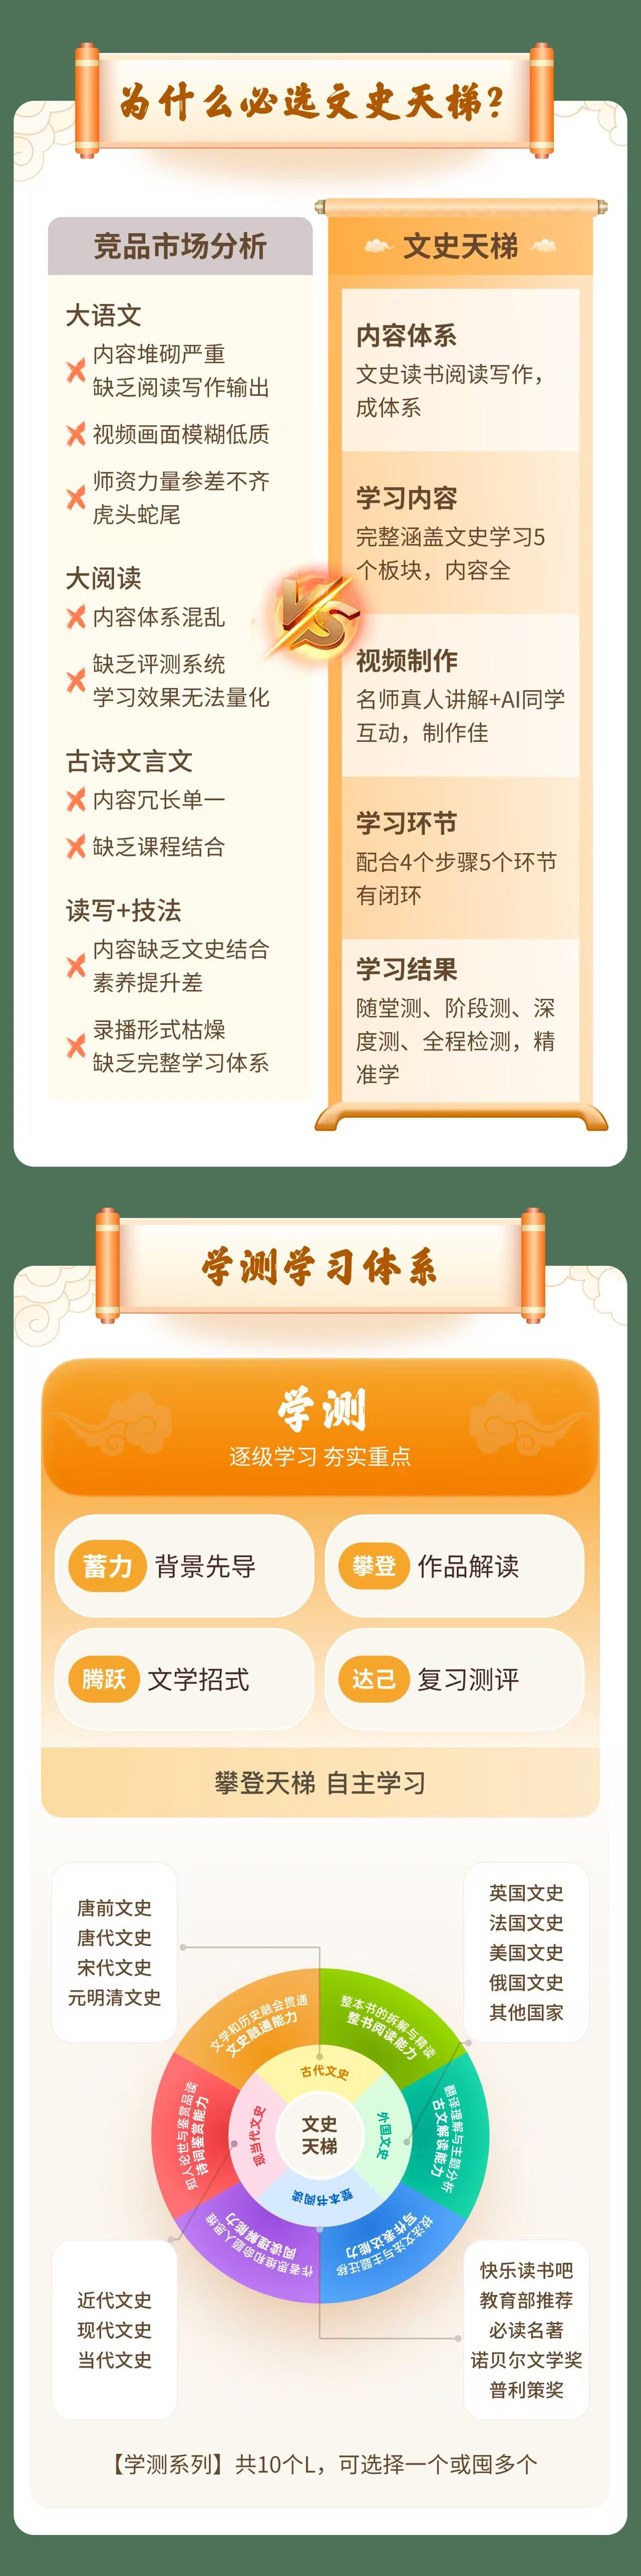 为什么必选文史天梯?
竞品市场分析
大语文
内容堆砌严重
缺乏阅读写作输出
视频画面模糊低质
师资力量参差不齐
虎头蛇尾
大阅读
内容体系混乱
缺乏评测系统
学习效果无法量化
古诗文言文
内容冗长单一
缺乏课程结合
读写+技法
内容缺乏文史结合
素养提升差
录播形式枯燥
缺乏完整学习体系
VS
文史天梯
内容体系
文史读书阅读写作，
成体系
学习内容
完整涵盖文史学习5
个板块，内容全
视频制作
名师真人讲解+AI同学
互动，制作佳
学习环节
配合4个步骤5个环节
有闭环
学习结果
随堂测、阶段测、深
度测、全程检测，精
准学
学测学习体系
学测
逐级学习 夯实重点
蓄力 背景先导
攀登 作品解读
腾跃 文学招式
达己 复习测评
攀登天梯 自主学习
唐前文史
唐代文史
宋代文史
元明清文史
英国文史
法国文史
美国文史
俄国文史
其他国家
文学和历史融会贯通
文史融通能力
整本书的拆解与精读
整书阅读能力
翻译理解与主题分析
古文解读能力
技法文法与主题迁移
写作表达能力
作者思维和命题人思维
阅读理解能力
知人论世与鉴赏品读
诗词鉴赏能力
古代文史
外国文史
整本书阅读
现当代文史
文史
天梯
近代文史
现代文史
当代文史
快乐读书吧
教育部推荐
必读名著
诺贝尔文学奖
普利策奖
【学测系列】共10个L，可选择一个或囤多个